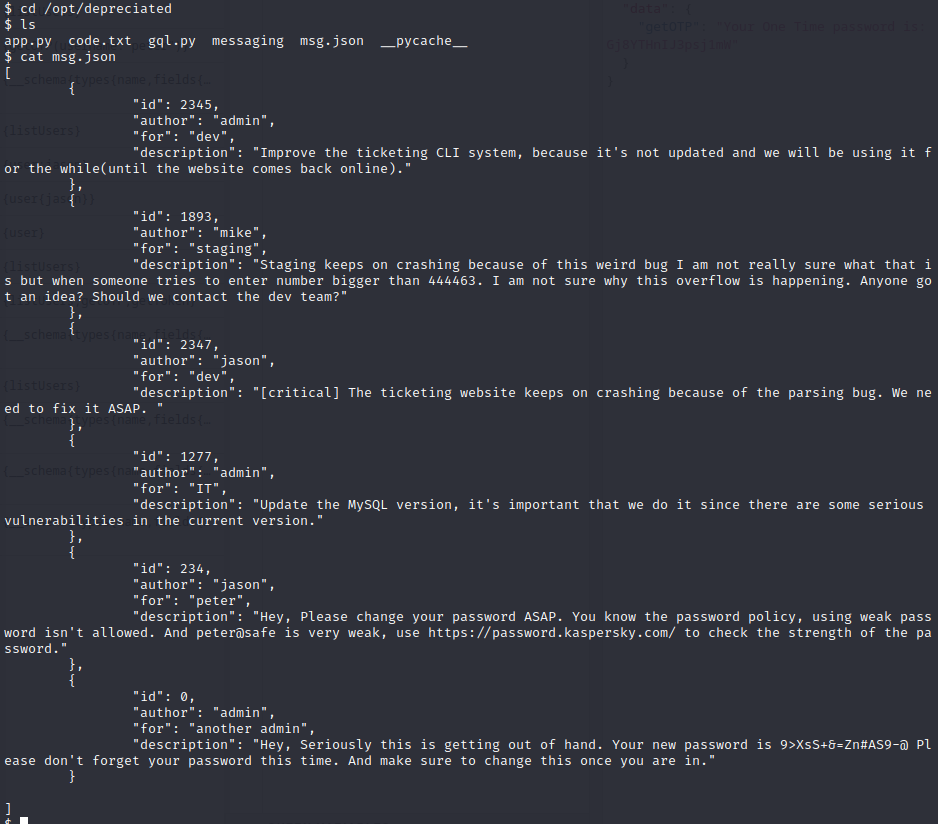 $ cd /opt/depreciated
$ ls
app.py  code.txt  gql.py  messaging  msg.json  __pycache__
$ cat msg.json
[
        {
                "id": 2345,
                "author": "admin",
                "for": "dev",
                "description": "Improve the ticketing CLI system, because it's not updated and we will be using it f
or the while(until the website comes back online)."
        },
        {
                "id": 1893,
                "author": "mike",
                "for": "staging",
                "description": "Staging keeps on crashing because of this weird bug I am not really sure what that i
s but when someone tries to enter number bigger than 444463. I am not sure why this overflow is happening. Anyone go
t an idea? Should we contact the dev team?"
        },
        {
                "id": 2347,
                "author": "jason",
                "for": "dev",
                "description": "[critical] The ticketing website keeps on crashing because of the parsing bug. We ne
ed to fix it ASAP. "
        },
        {
                "id": 1277,
                "author": "admin",
                "for": "IT",
                "description": "Update the MySQL version, it's important that we do it since there are some serious
vulnerabilities in the current version."
        },
        {
                "id": 234,
                "author": "jason",
                "for": "peter",
                "description": "Hey, Please change your password ASAP. You know the password policy, using weak pass
word isn't allowed. And peter@safe is very weak, use https://password.kaspersky.com/ to check the strength of the pa
ssword."
        },
        {
                "id": 0,
                "author": "admin",
                "for": "another admin",
                "description": "Hey, Seriously this is getting out of hand. Your new password is 9>XsS+&=Zn#AS9-@ Pl
ease don't forget your password this time. And make sure to change this once you are in."
        }

]
$